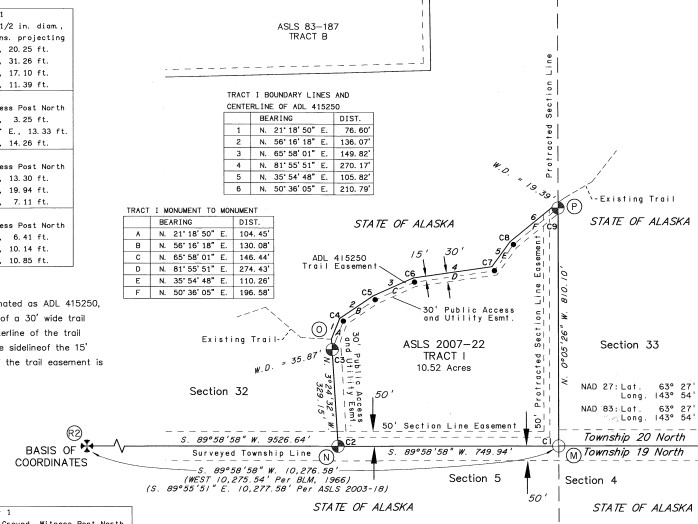 1
1/2 in. diam.,
ns. projecting
, 20.25 ft.
, 31.26 ft.
, 17.10 ft.
, 11.39 ft.
ess Post North
, 3.25 ft.
" E., 13.33 ft.
, 14.26 ft.
ess Post North
, 13.30 ft.
, 19.94 ft.
, 7.11 ft.
ess Post North
, 6.41 ft.
, 10.14 ft.
, 10.85 ft.
ASLS 83-187
TRACT B
TRACT I BOUNDARY LINES AND
CENTERLINE OF ADL 415250
BEARING DIST.
1 N. 21°18'50" E. 76.60'
2 N. 56°16'18" E. 136.07'
3 N. 65°58'01" E. 149.82'
4 N. 81°55'51" E. 270.17'
5 N. 35°54'48" E. 105.82'
6 N. 50°36'05" E. 210.79'
TRACT I MONUMENT TO MONUMENT
BEARING DIST.
A N. 21°18'50" E. 104.45'
B N. 56°16'18" E. 130.08'
C N. 65°58'01" E. 146.44'
D N. 81°55'51" E. 274.43'
E N. 35°54'48" E. 110.26'
F N. 50°36'05" E. 196.58'
Protracted Section Line
W.D. = 19.39'
Existing Trail
P
STATE OF ALASKA
STATE OF ALASKA
6
F
C9
C8
5
E
C7
ADL 415250
Trail Easement
15'
30'
4
D
C6
3
C
C5
2
B
C4
1
A
30' Public Access
and Utility Esmt.
nated as ADL 415250,
of a 30' wide trail
terline of the trail
e sidelineof the 15'
f the trail easement is
O
Existing Trail
C3
W.D. = 35.87'
N. 3°24'32" W.
329.15'
30' Public Access
and Utility Esmt.
ASLS 2007-22
TRACT I
10.52 Acres
50' Protracted Section Line Easement
N. 0°05'26" W. 810.10'
Section 33
Section 32
NAD 27: Lat. 63° 27'
Long. 143° 54'
NAD 83: Lat. 63° 27'
Long. 143° 54'
50'
50' Section Line Easement
R2
S. 89°58'58" W. 9526.64'
C2
S. 89°58'58" W. 749.94'
C1
Township 20 North
Township 19 North
BASIS OF
COORDINATES
Surveyed Township Line
N
M
S. 89°58'58" W. 10,276.58'
(WEST 10,275.54' Per BLM, 1966)
(S. 89°55'51" E. 10,277.58' Per ASLS 2003-18)
Section 5
Section 4
50'
STATE OF ALASKA
STATE OF ALASKA
1
Ground, Witness Post North